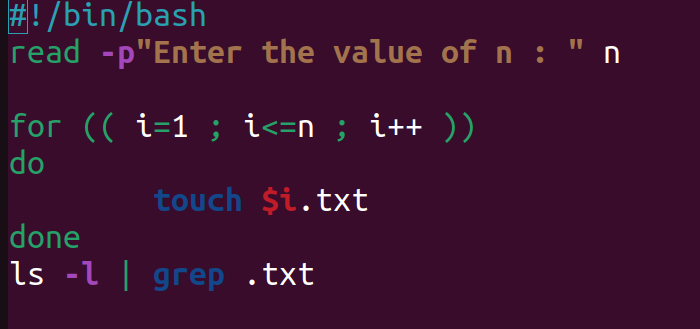 #!/bin/bash
read -p"Enter the value of n : " n
for (( i=1 ; i<=n ; i++ ))
do
touch $i.txt
done
ls -l | grep .txt